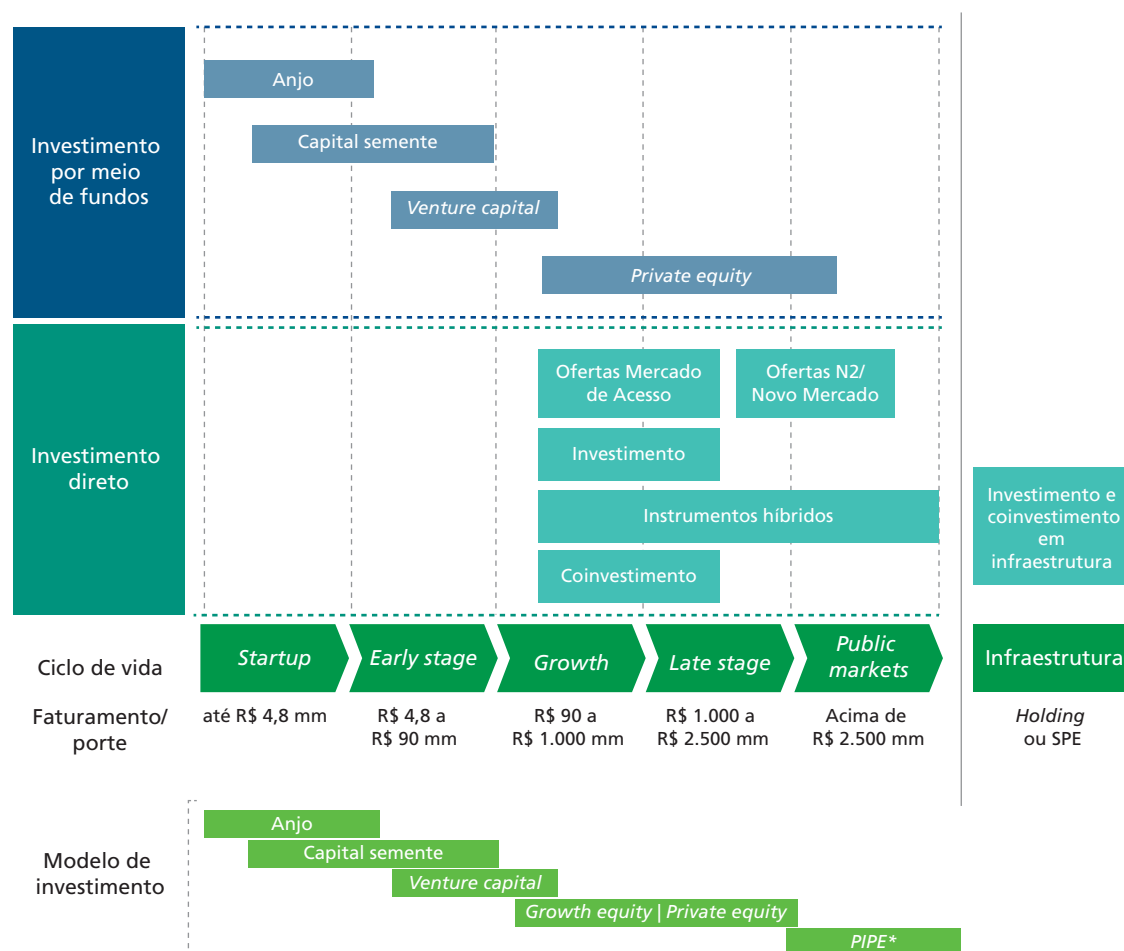 Investimento
por meio
de fundos
Anjo
Capital semente
Venture capital
Private equity
Investimento
direto
Ofertas Mercado
de Acesso
Ofertas N2/
Novo Mercado
Investimento
Instrumentos híbridos
Coinvestimento
Investimento e
coinvestimento
em
infraestrutura
Ciclo de vida
Startup
Early stage
Growth
Late stage
Public
markets
Infraestrutura
Faturamento/
porte
até R$ 4,8 mm
R$ 4,8 a
R$ 90 mm
R$ 90 a
R$ 1.000 mm
R$ 1.000 a
R$ 2.500 mm
Acima de
R$ 2.500 mm
Holding
ou SPE
Modelo de
investimento
Anjo
Capital semente
Venture capital
Growth equity | Private equity
PIPE*